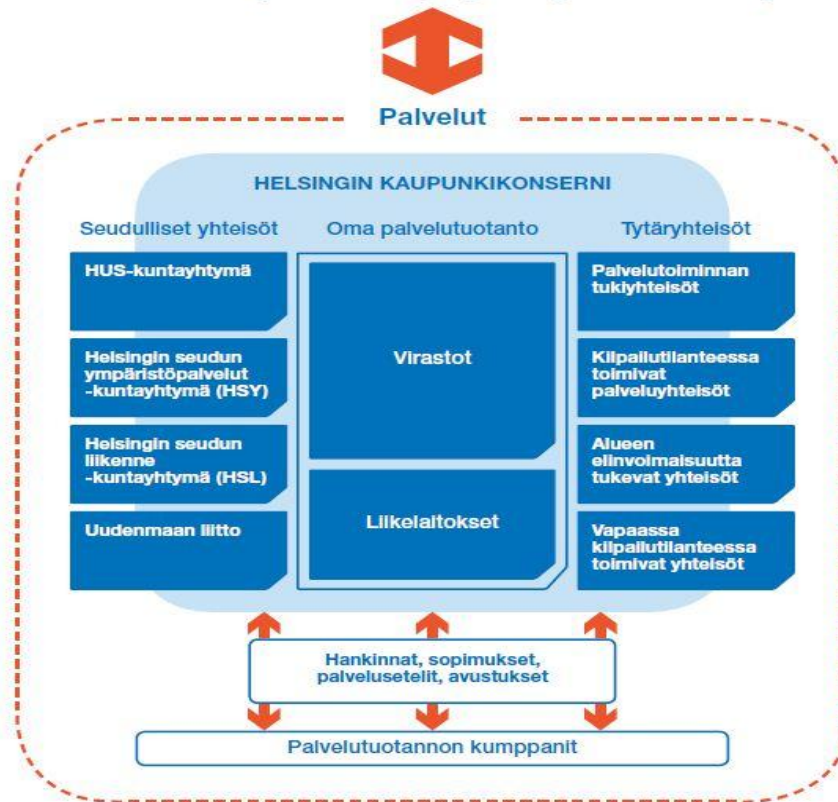 Palvelut
HELSINGIN KAUPUNKIKONSERNI
Seudulliset yhteisöt
HUS-kuntayhtymä
Helsingin seudun
ympäristöpalvelut
-kuntayhtymä (HSY)
Helsingin seudun
liikenne
-kuntayhtymä (HSL)
Uudenmaan liitto
Oma palvelutuotanto
Virastot
Liikelaitokset
Tytäryhteisöt
Palvelutoiminnan
tukiyhteisöt
Kilpailutilanteessa
toimivat
palveluyhteisöt
Alueen
elinvoimaisuutta
tukevat yhteisöt
Vapaassa
kilpailutilanteessa
toimivat yhteisöt
Hankinnat, sopimukset,
palvelusetelit, avustukset
Palvelutuotannon kumppanit